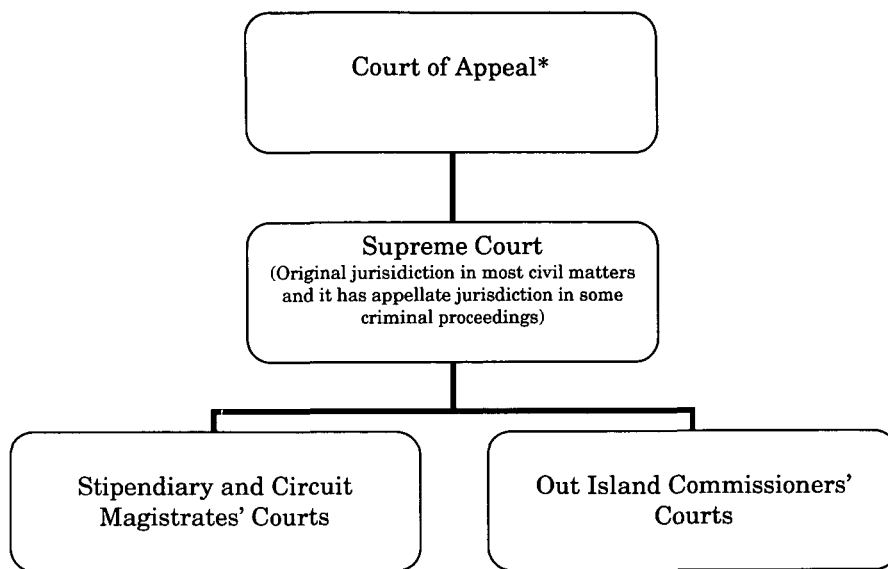 Court of Appeal*
Supreme Court
(Original jurisidiction in most civil matters
and it has appellate jurisdiction in some
criminal proceedings)
Stipendiary and Circuit
Magistrates' Courts
Out Island Commissioners'
Courts